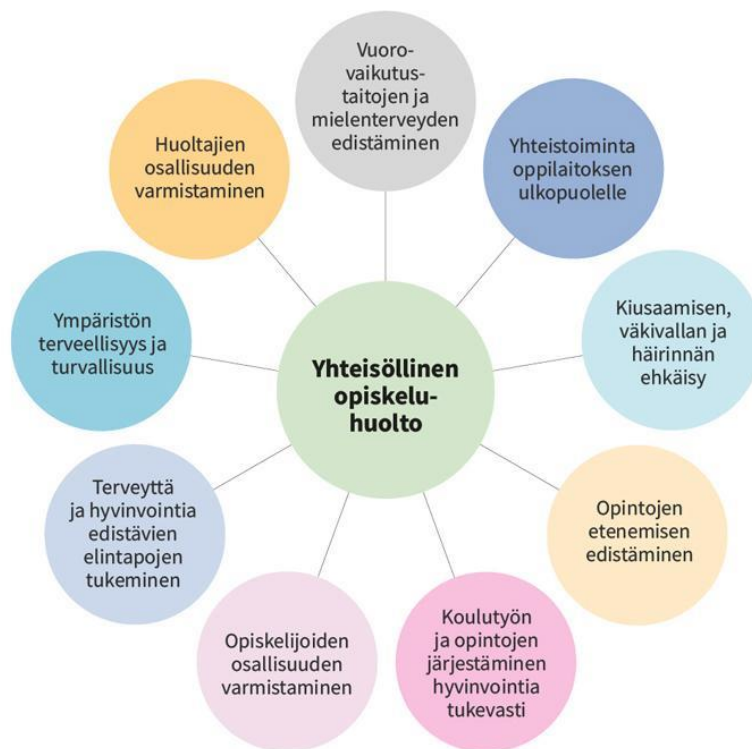 Vuoro-
vaikutus-
taitojen ja
mielenterveyden
edistäminen
Yhteistoiminta
oppilaitoksen
ulkopuolelle
Kiusaamisen,
väkivallan ja
häirinnän
ehkäisy
Opintojen
etenemisen
edistäminen
Koulutyön
ja opintojen
järjestäminen
hyvinvointia
tukevasti
Opiskelijoiden
osallisuuden
varmistaminen
Terveyttä
ja hyvinvointia
edistävien
elintapojen
tukeminen
Ympäristön
terveellisyys ja
turvallisuus
Huoltajien
osallisuuden
varmistaminen
Yhteisöllinen
opiskelu-
huolto